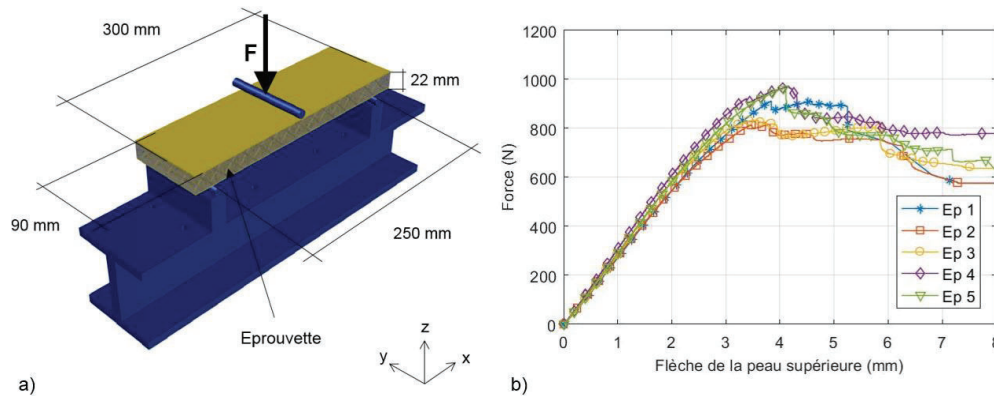 300 mm
F
22 mm
90 mm
250 mm
Eprouvette
z
y
x
a)
b)
1200
1000
800
600
400
200
0
Force (N)
Ep 1
Ep 2
Ep 3
Ep 4
Ep 5
0 1 2 3 4 5 6 7 8
Flèche de la peau supérieure (mm)